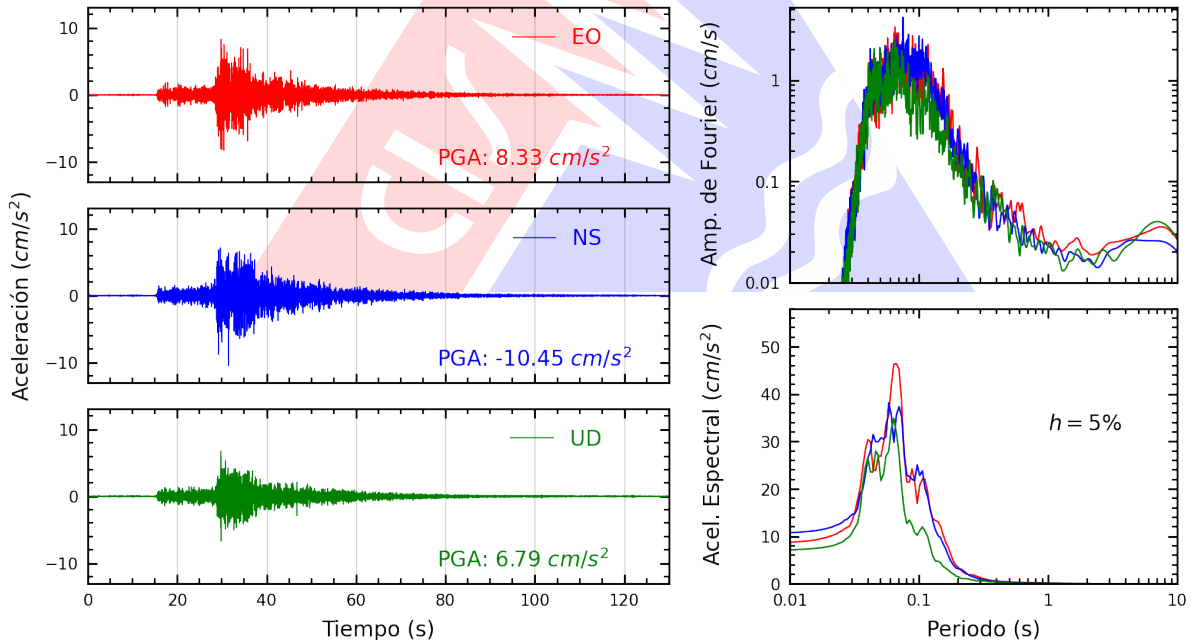 Aceleración (cm/s²)
10
0
−10
EO
PGA: 8.33 cm/s²
10
0
−10
NS
PGA: -10.45 cm/s²
10
0
−10
UD
PGA: 6.79 cm/s²
0 20 40 60 80 100 120
Tiempo (s)
Amp. de Fourier (cm/s)
1
0.1
0.01
CISMID
Acel. Espectral (cm/s²)
50
40
30
20
10
0
h = 5%
0.01 0.1 1 10
Periodo (s)